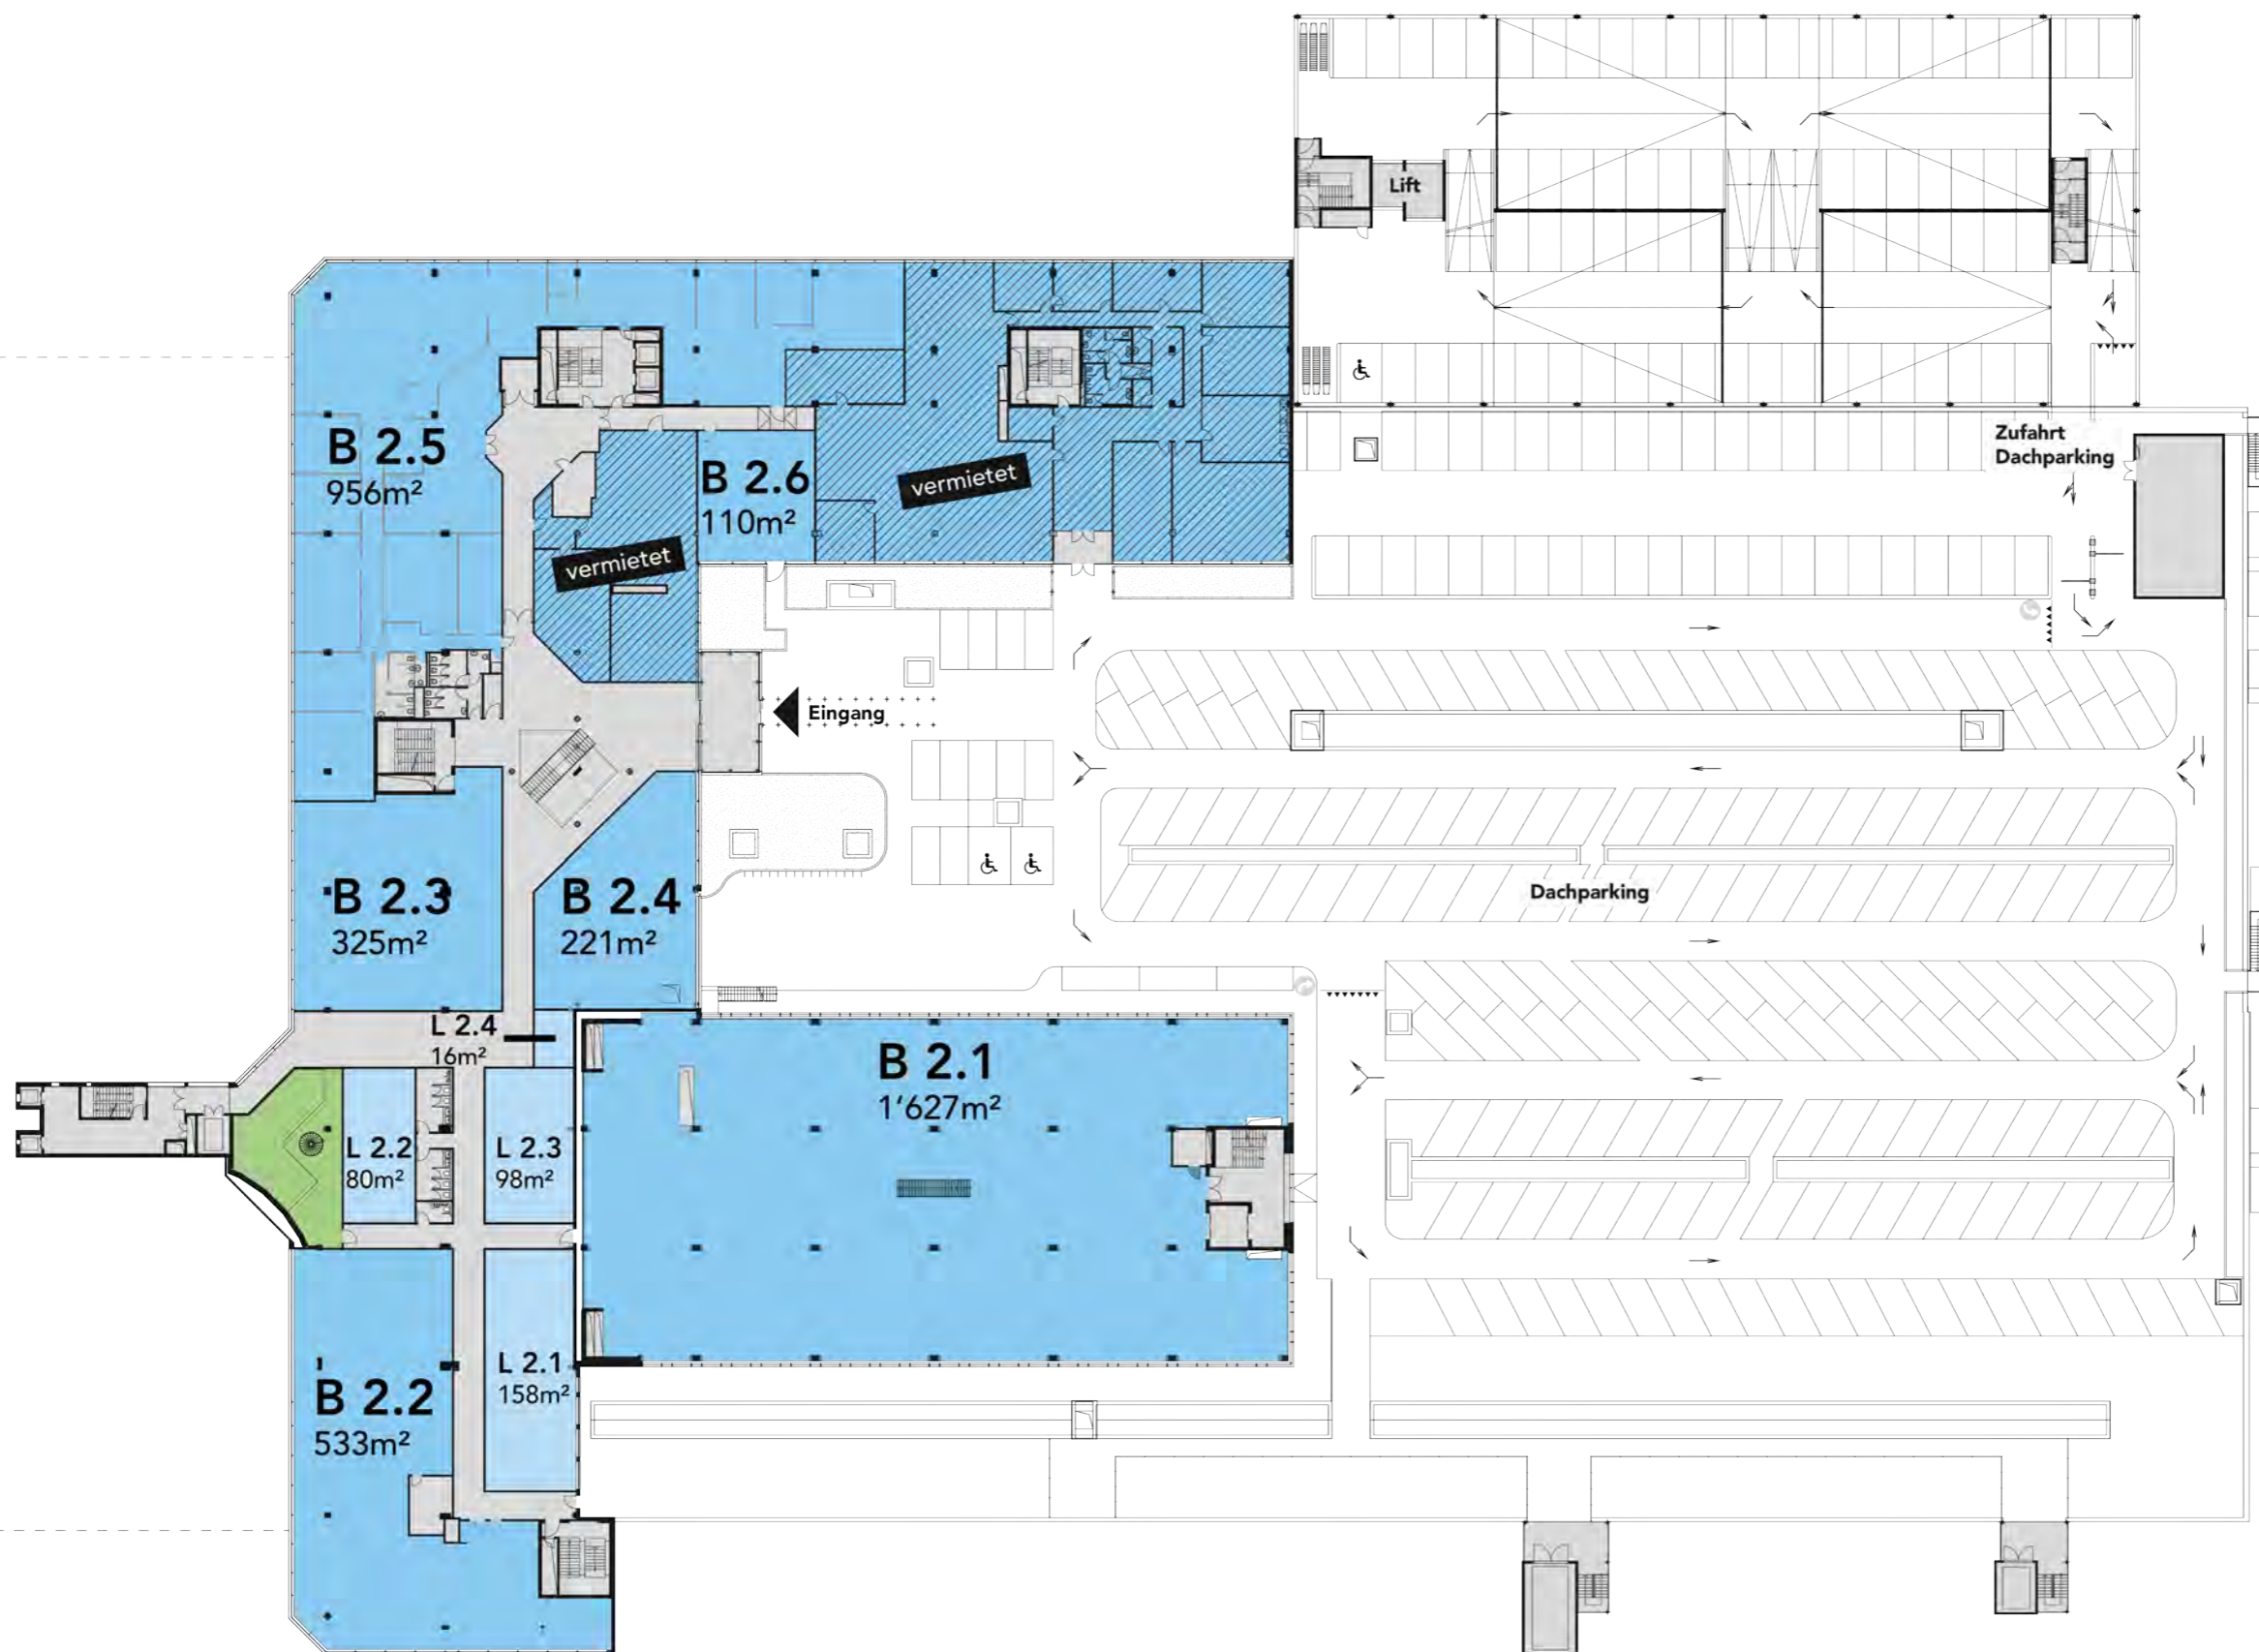 Lift
Zufahrt
Dachparking
B 2.5
956m²
B 2.6
110m²
vermietet
vermietet
Eingang
B 2.3
325m²
B 2.4
221m²
Dachparking
L 2.4
16m²
B 2.1
1'627m²
L 2.2
80m²
L 2.3
98m²
L 2.1
158m²
B 2.2
533m²